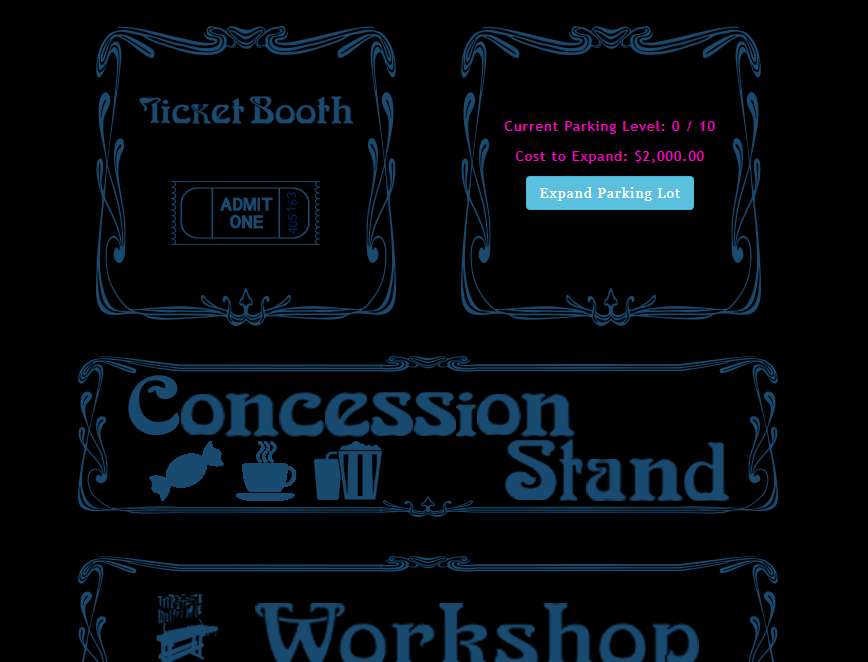 Ticket Booth
ADMIT
ONE
405163
Current Parking Level: 0 / 10
Cost to Expand: $2,000.00
Expand Parking Lot
Concession
Stand
Workshop